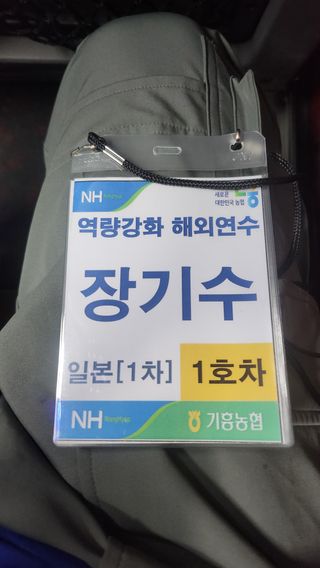 NH
새로운
대한민국 농협
역량강화 해외연수
장기수
일본[1차]
1호차
NH
기흥농협